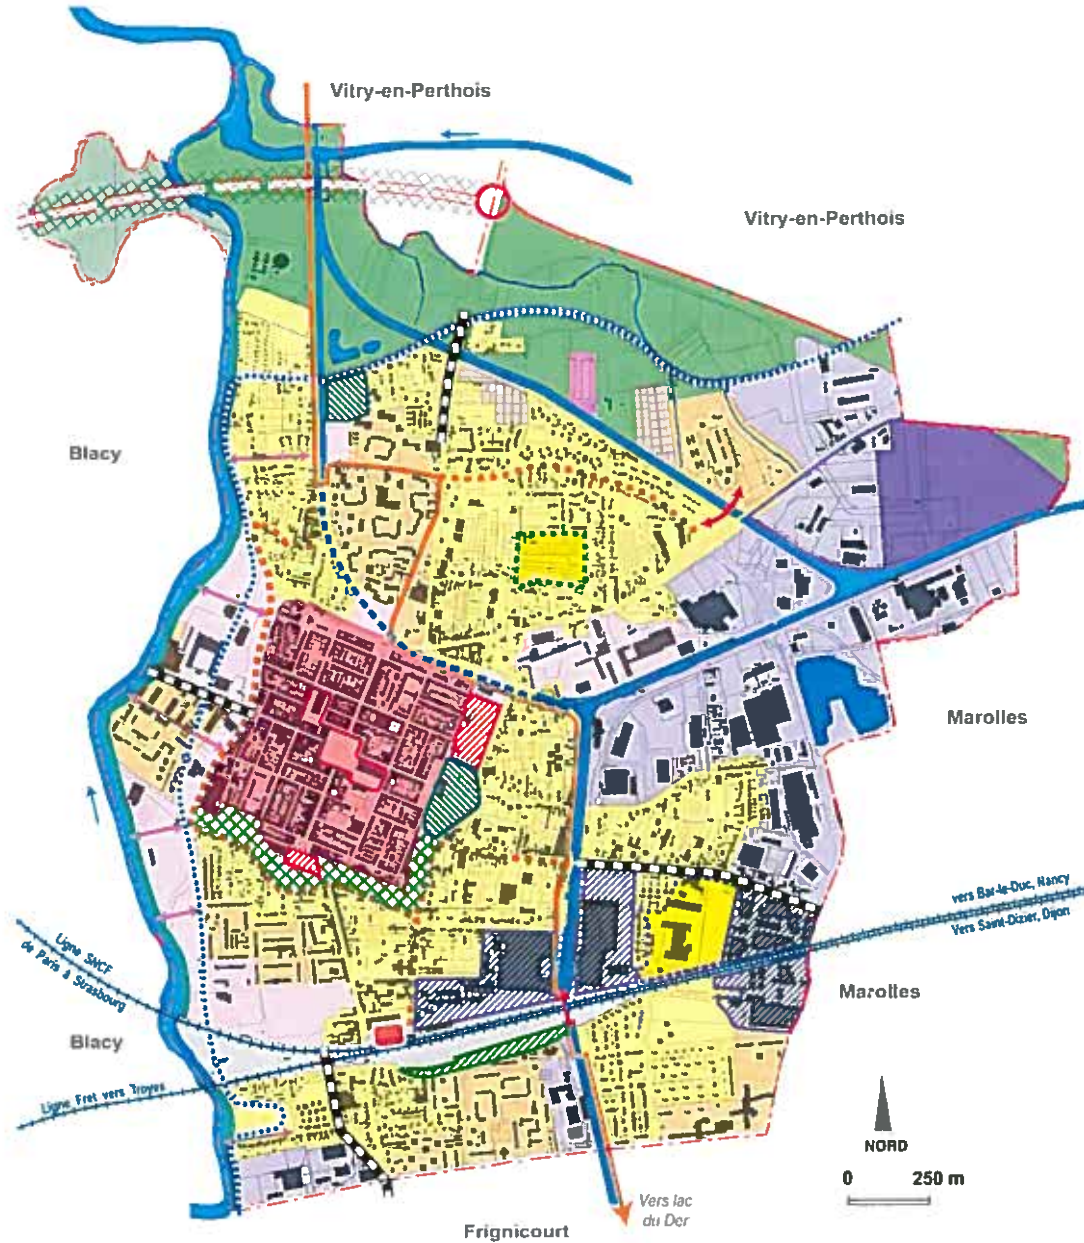 Vitry-en-Perthois
Vitry-en-Perthois
Blacy
Marolles
vers Bar-le-Duc, Nancy
Vers Saint-Dizier, Dijon
Ligne SNCF
de Paris à Strasbourg
Marolles
Blacy
Ligne Fret vers Troyes
NORD
0 250 m
Vers lac
du Der
Frignicourt